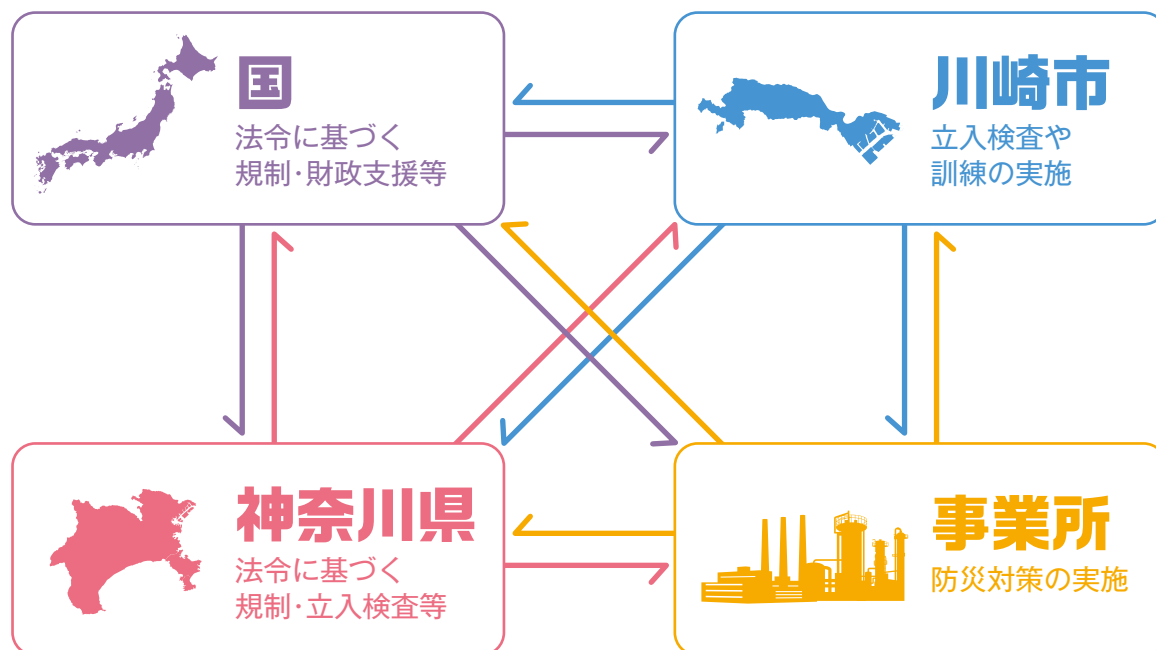 国
法令に基づく
規制･財政支援等
川崎市
立入検査や
訓練の実施
神奈川県
法令に基づく
規制･立入検査等
事業所
防災対策の実施